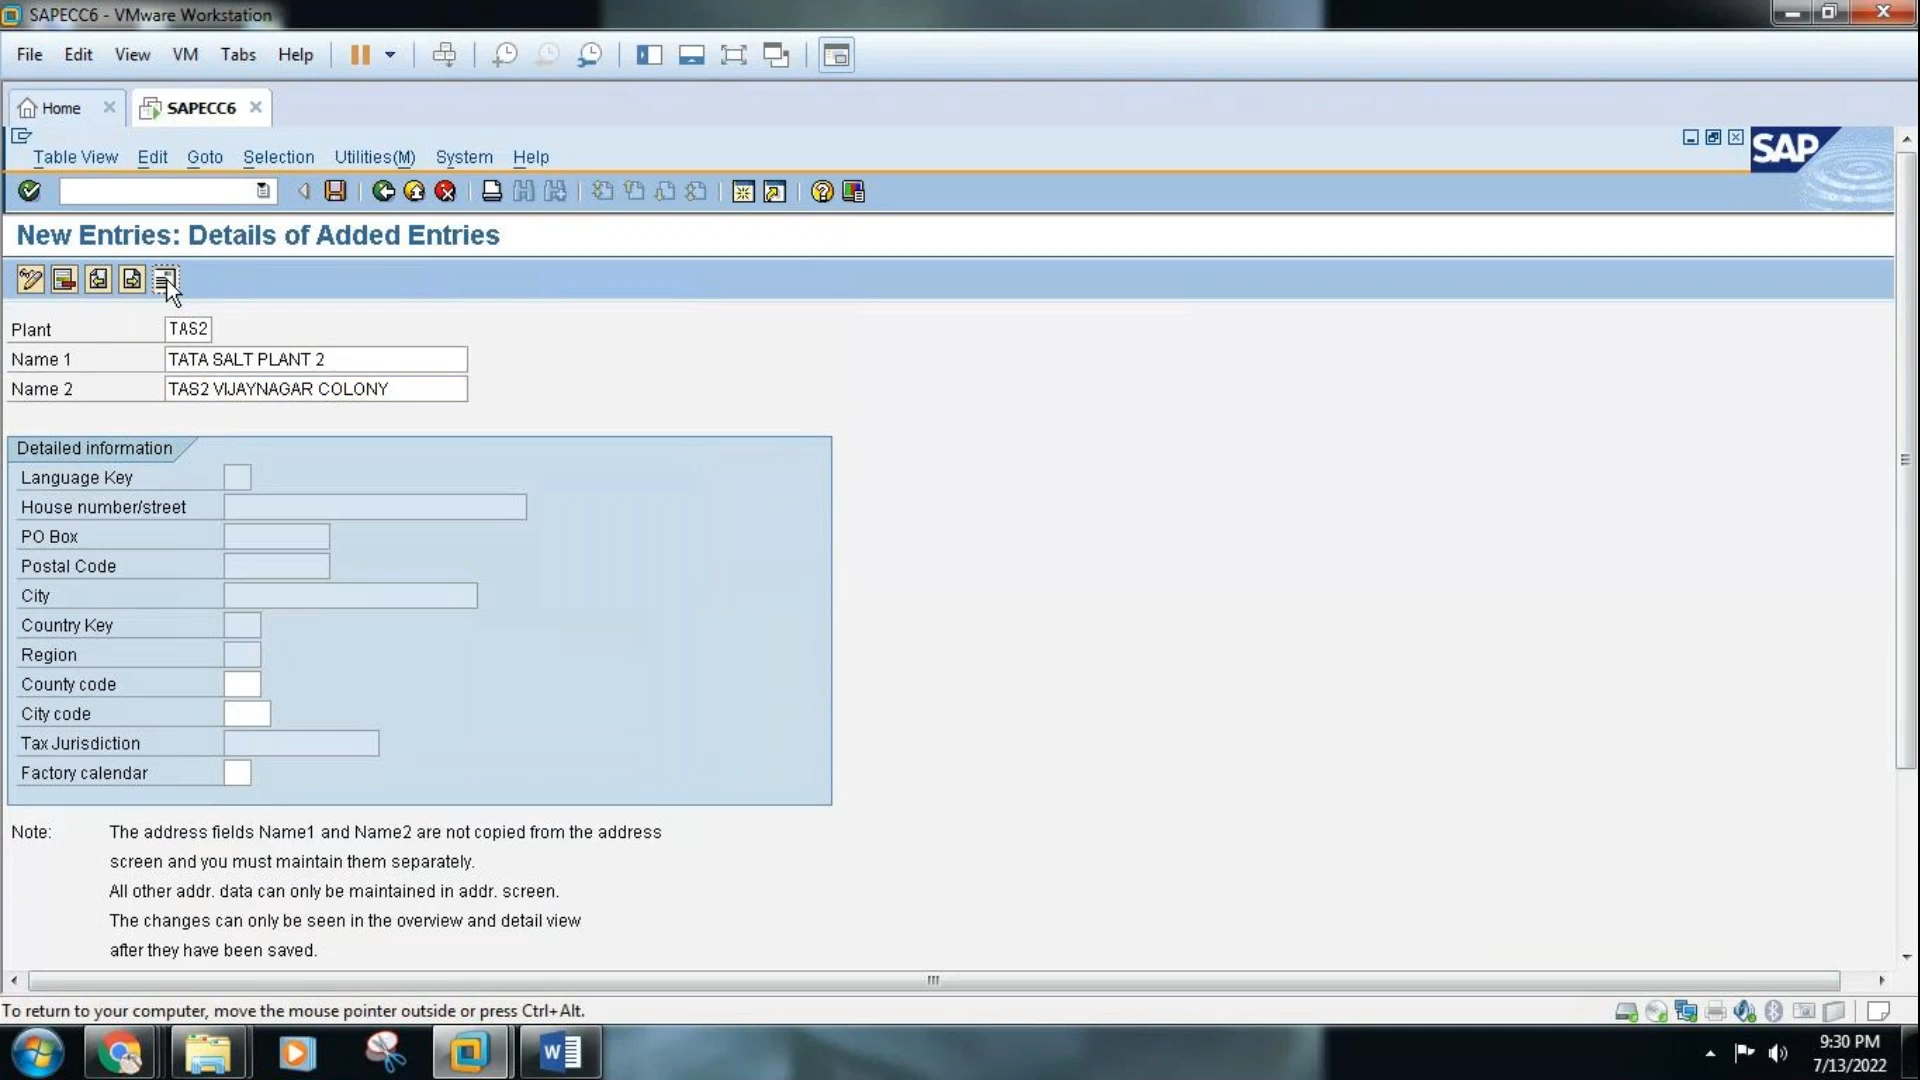 SAPECC6 - VMware Workstation
File Edit View VM Tabs Help
Home SAPECC6
Table View Edit Goto Selection Utilities(M) System Help
SAP
New Entries: Details of Added Entries
Plant TAS2
Name 1 TATA SALT PLANT 2
Name 2 TAS2 VIJAYNAGAR COLONY
Detailed information
Language Key
House number/street
PO Box
Postal Code
City
Country Key
Region
County code
City code
Tax Jurisdiction
Factory calendar
Note: The address fields Name1 and Name2 are not copied from the address
screen and you must maintain them separately.
All other addr. data can only be maintained in addr. screen.
The changes can only be seen in the overview and detail view
after they have been saved.
To return to your computer, move the mouse pointer outside or press Ctrl+Alt.
9:30 PM
7/13/2022